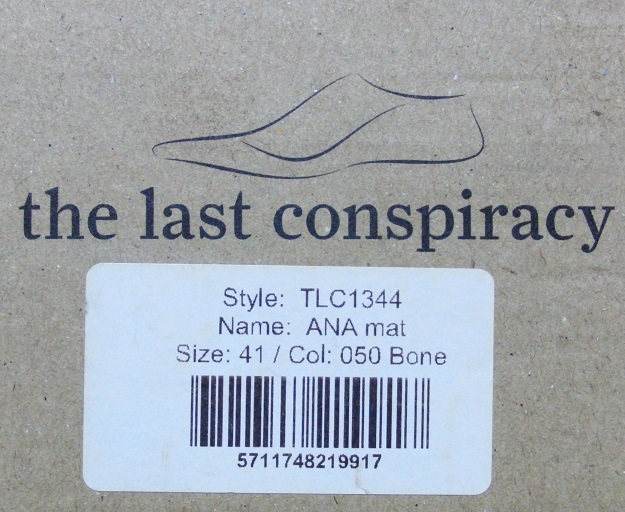 the last conspiracy
Style: TLC1344
Name: ANA mat
Size: 41 / Col: 050 Bone
5711748219917